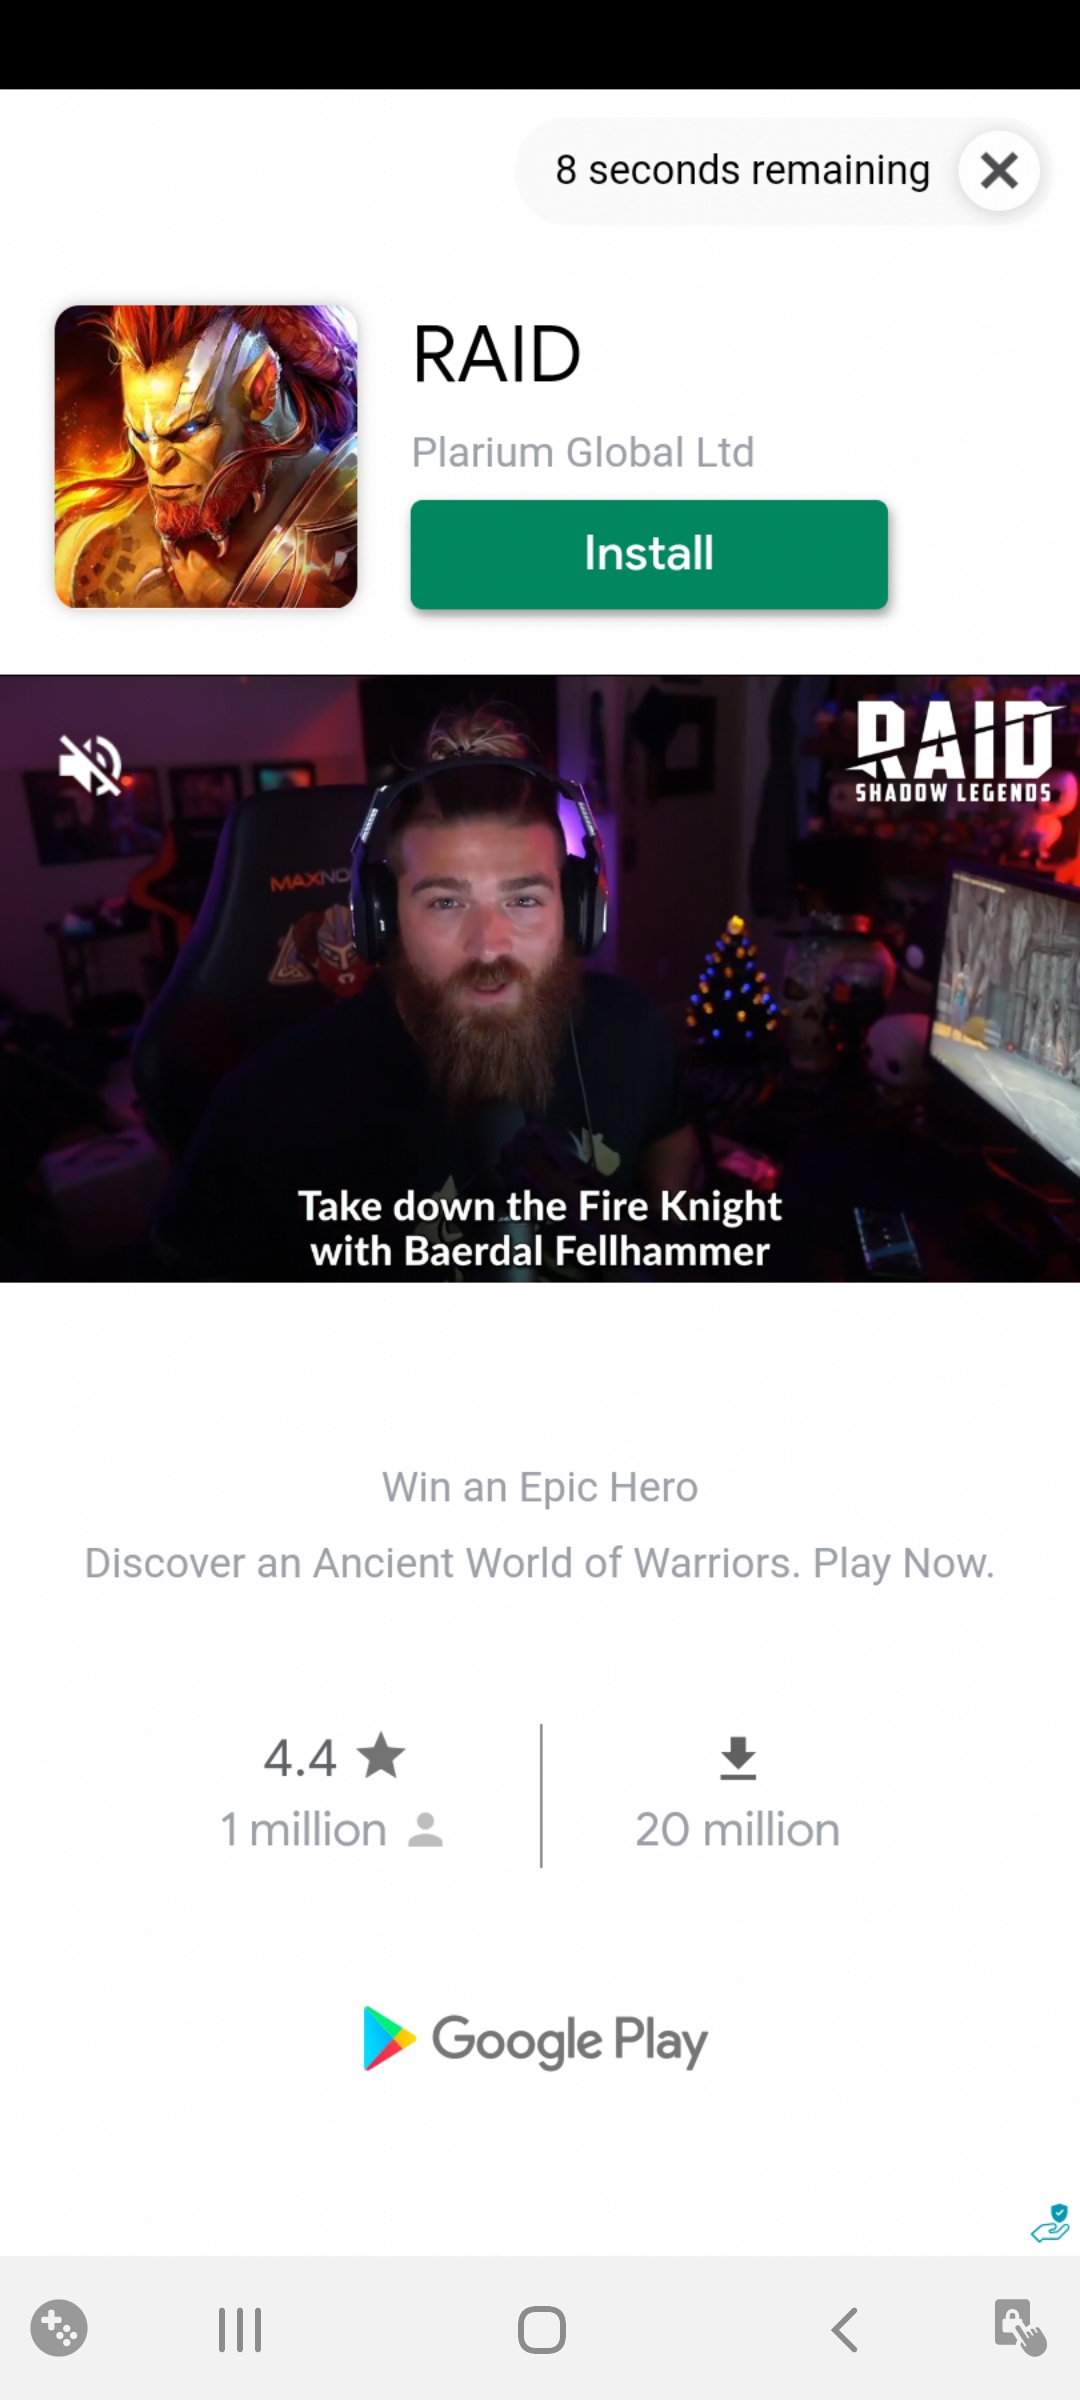 8 seconds remaining
RAID
Plarium Global Ltd
Install
RAID
SHADOW LEGENDS
MAXNO
Take down the Fire Knight
with Baerdal Fellhammer
Win an Epic Hero
Discover an Ancient World of Warriors. Play Now.
4.4
1 million
20 million
Google Play